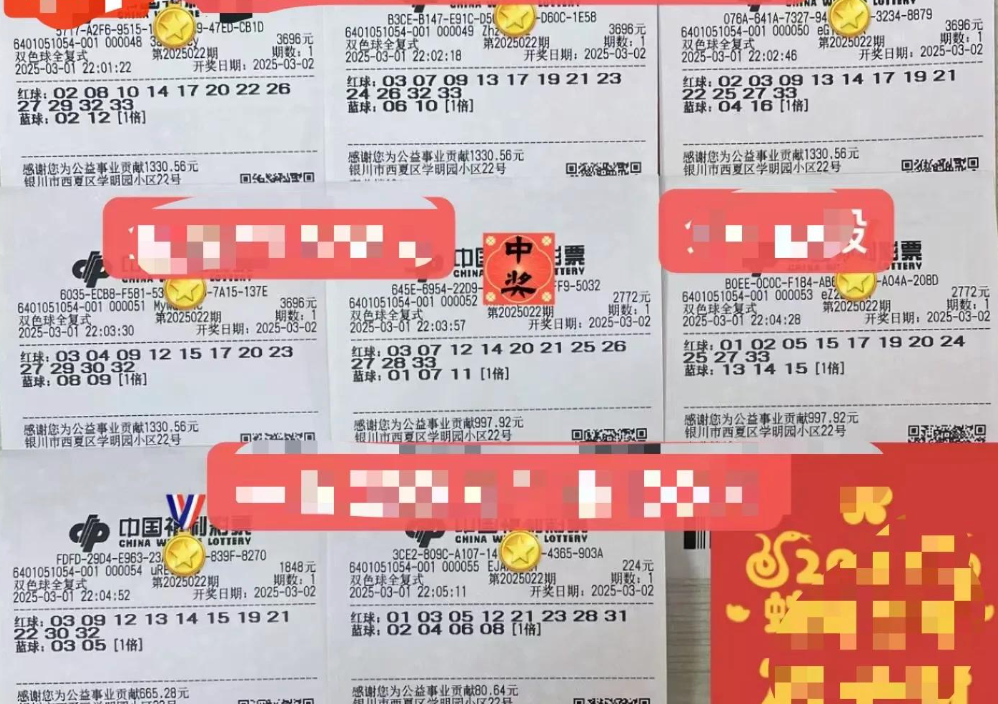 9-47ED-CB1D
6401051054-001 000048
3696元
双色球全复式
第2025022期
期数：1
2025-03-01 22:01:22
开奖日期：2025-03-02
红球：02 08 10 14 17 20 22 26
27 29 32 33
蓝球：02 12 [1倍]
感谢您为公益事业贡献1330.56元
银川市西夏区学明园小区22号
B3CE-B147-E91C-D5
D60C-1E58
6401051054-001 000049
3696元
双色球全复式
第2025022期
期数：1
2025-03-01 22:02:18
开奖日期：2025-03-02
红球：03 07 09 13 17 19 21 23
24 26 32 33
蓝球：06 10 [1倍]
感谢您为公益事业贡献1330.56元
银川市西夏区学明园小区22号
076A-641A-7327-94
3234-8879
6401051054-001 000050
3696元
双色球全复式
第2025022期
期数：1
2025-03-01 22:02:46
开奖日期：2025-03-02
红球：02 03 09 13 14 17 19 21
22 25 27 33
蓝球：04 16 [1倍]
感谢您为公益事业贡献1330.56元
银川市西夏区学明园小区22号
6035-ECB8-F581-53
-7A15-137E
6401051054-001 000051
3696元
双色球全复式
第2025022期
期数：1
2025-03-01 22:03:30
开奖日期：2025-03-02
红球：03 04 09 12 15 17 20 23
27 29 30 32
蓝球：08 09 [1倍]
感谢您为公益事业贡献1330.56元
银川市西夏区学明园小区22号
中奖
645E-6954-22D9-
FF9-5032
6401051054-001 000052
2772元
双色球全复式
第2025022期
期数：1
2025-03-01 22:03:57
开奖日期：2025-03-02
红球：03 07 12 14 20 21 25 26
27 28 33
蓝球：01 07 11 [1倍]
感谢您为公益事业贡献997.92元
银川市西夏区学明园小区22号
B0EE-0C0C-F1B4-AB
-A04A-208D
6401051054-001 000053
2772元
双色球全复式
第2025022期
期数：1
2025-03-01 22:04:28
开奖日期：2025-03-02
红球：01 02 05 15 17 19 20 24
25 27 33
蓝球：13 14 15 [1倍]
感谢您为公益事业贡献997.92元
银川市西夏区学明园小区22号
中国福利彩票
CHINA WELFARE LOTTERY
FDFD-29D4-E963-23
-839F-8270
6401051054-001 000054
1848元
双色球全复式
第2025022期
期数：1
2025-03-01 22:04:52
开奖日期：2025-03-02
红球：03 09 12 13 14 15 19 21
22 30 32
蓝球：03 05 [1倍]
感谢您为公益事业贡献665.28元
3CE2-809C-A107-14
-4365-903A
6401051054-001 000055
224元
双色球全复式
第2025022期
期数：1
2025-03-01 22:05:11
开奖日期：2025-03-02
红球：01 03 05 12 21 23 28 31
蓝球：02 04 06 08 [1倍]
感谢您为公益事业贡献80.64元